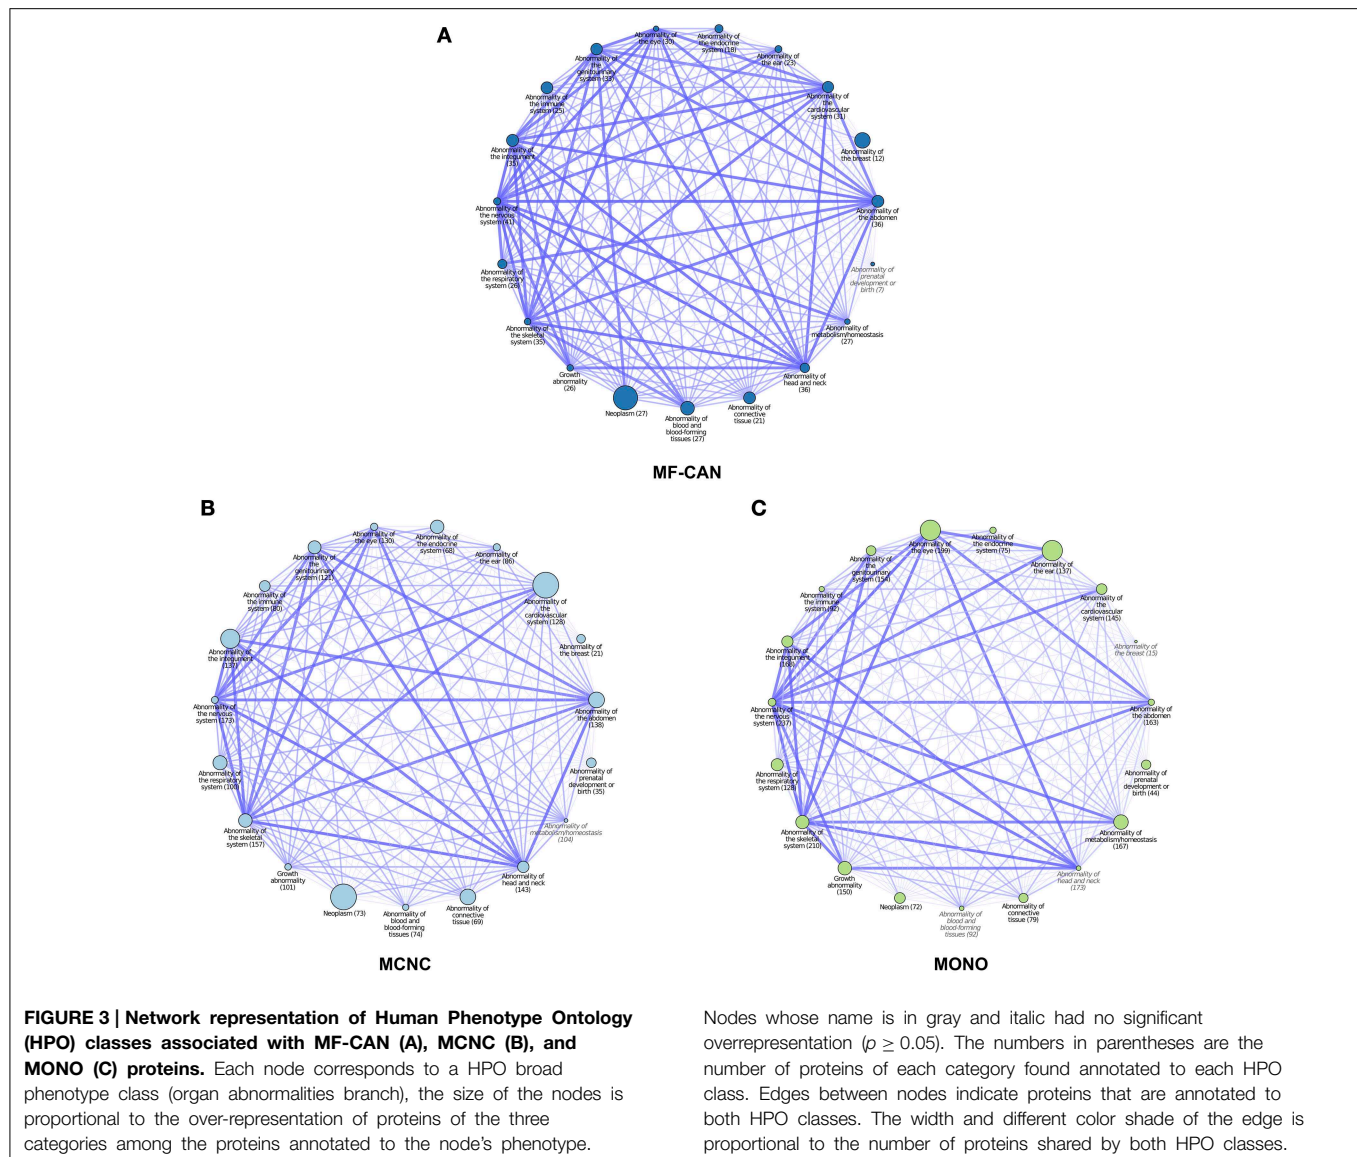 A
Abnormality of
the eye (30)
Abnormality of
the endocrine
system (18)
Abnormality of
the ear (23)
Abnormality of
the
genitourinary
system (33)
Abnormality of
the
cardiovascular
system (31)
Abnormality of
the immune
system (25)
Abnormality of
the breast (12)
Abnormality of
the integument
(35)
Abnormality of
the nervous
system (41)
Abnormality of
the abdomen
(36)
Abnormality of
the respiratory
system (26)
Abnormality of
prenatal
development or
birth (7)
Abnormality of
the skeletal
system (35)
Abnormality of
metabolism/homeostasis
(27)
Growth
abnormality
(26)
Abnormality of
head and neck
(36)
Neoplasm (27)
Abnormality of
blood and
blood-forming
tissues (27)
Abnormality of
connective
tissue (21)
MF-CAN
B
Abnormality of
the eye (130)
Abnormality of
the endocrine
system (68)
Abnormality of
the ear (86)
Abnormality of
the
genitourinary
system (121)
Abnormality of
the
cardiovascular
system (128)
Abnormality of
the immune
system (80)
Abnormality of
the breast (21)
Abnormality of
the integument
(137)
Abnormality of
the nervous
system (173)
Abnormality of
the abdomen
(138)
Abnormality of
the respiratory
system (100)
Abnormality of
prenatal
development or
birth (35)
Abnormality of
the skeletal
system (157)
Abnormality of
metabolism/homeostasis
(104)
Growth
abnormality
(101)
Abnormality of
head and neck
(143)
Neoplasm (73)
Abnormality of
blood and
blood-forming
tissues (74)
Abnormality of
connective
tissue (69)
MCNC
C
Abnormality of
the eye (199)
Abnormality of
the endocrine
system (75)
Abnormality of
the ear (137)
Abnormality of
the
genitourinary
system (154)
Abnormality of
the
cardiovascular
system (145)
Abnormality of
the immune
system (92)
Abnormality of
the breast (15)
Abnormality of
the integument
(168)
Abnormality of
the nervous
system (237)
Abnormality of
the abdomen
(163)
Abnormality of
the respiratory
system (128)
Abnormality of
prenatal
development or
birth (44)
Abnormality of
the skeletal
system (210)
Abnormality of
metabolism/homeostasis
(167)
Growth
abnormality
(150)
Abnormality of
head and neck
(173)
Neoplasm (72)
Abnormality of
blood and
blood-forming
tissues (92)
Abnormality of
connective
tissue (79)
MONO
FIGURE 3 | Network representation of Human Phenotype Ontology
(HPO) classes associated with MF-CAN (A), MCNC (B), and
MONO (C) proteins. Each node corresponds to a HPO broad
phenotype class (organ abnormalities branch), the size of the nodes is
proportional to the over-representation of proteins of the three
categories among the proteins annotated to the node's phenotype.
Nodes whose name is in gray and italic had no significant
overrepresentation (p ≥ 0.05). The numbers in parentheses are the
number of proteins of each category found annotated to each HPO
class. Edges between nodes indicate proteins that are annotated to
both HPO classes. The width and different color shade of the edge is
proportional to the number of proteins shared by both HPO classes.